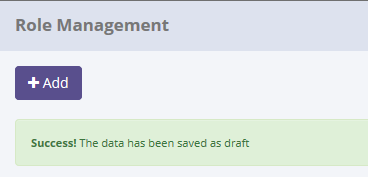 Role Management
+ Add
Success! The data has been saved as draft